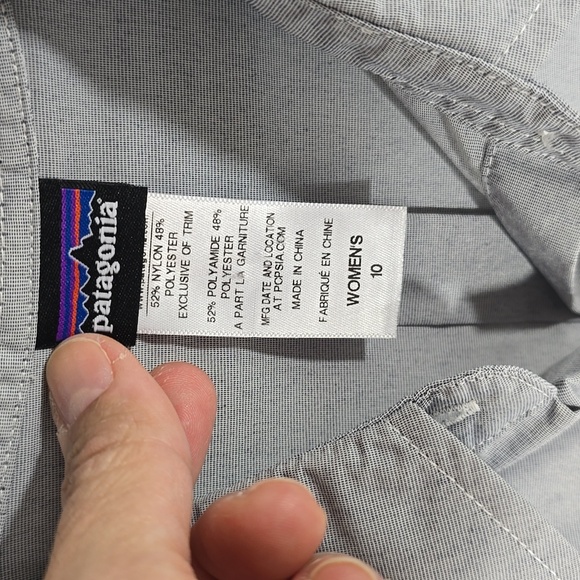 patagonia®
52% NYLON 48%
POLYESTER
EXCLUSIVE OF TRIM
52% POLYAMIDE 48%
POLYESTER
A PART LA GARNITURE
MFG DATE AND LOCATION
AT PCPSIA.COM
MADE IN CHINA
FABRIQUÉ EN CHINE
WOMEN'S
10